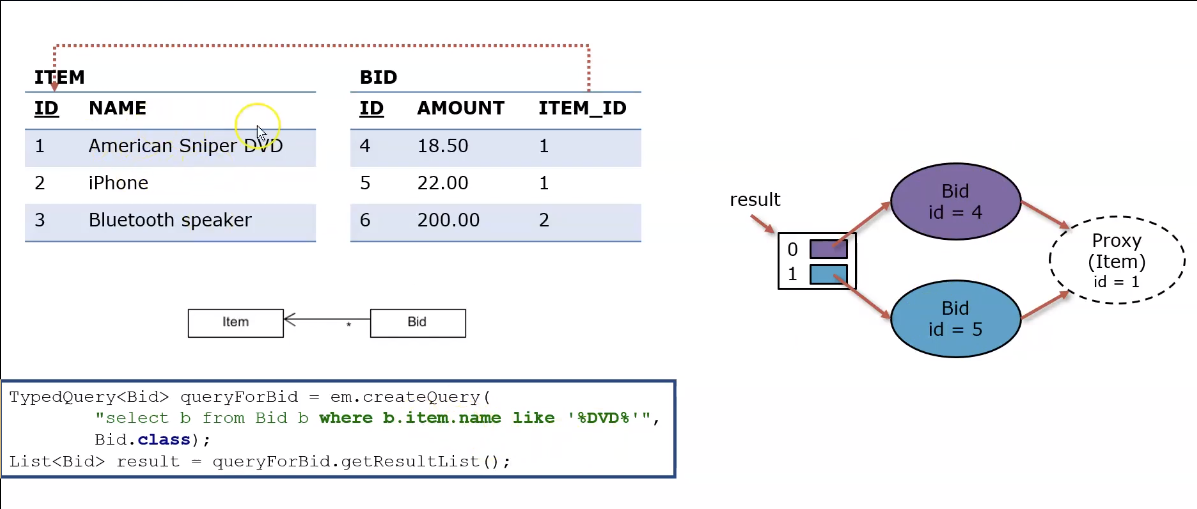 ITEM
ID NAME
1 American Sniper DVD
2 iPhone
3 Bluetooth speaker
BID
ID AMOUNT ITEM_ID
4 18.50 1
5 22.00 1
6 200.00 2
result
0
1
Bid
id = 4
Bid
id = 5
Proxy
(Item)
id = 1
Item
*
Bid
TypedQuery<Bid> queryForBid = em.createQuery(
"select b from Bid b where b.item.name like '%DVD%'",
Bid.class);
List<Bid> result = queryForBid.getResultList();